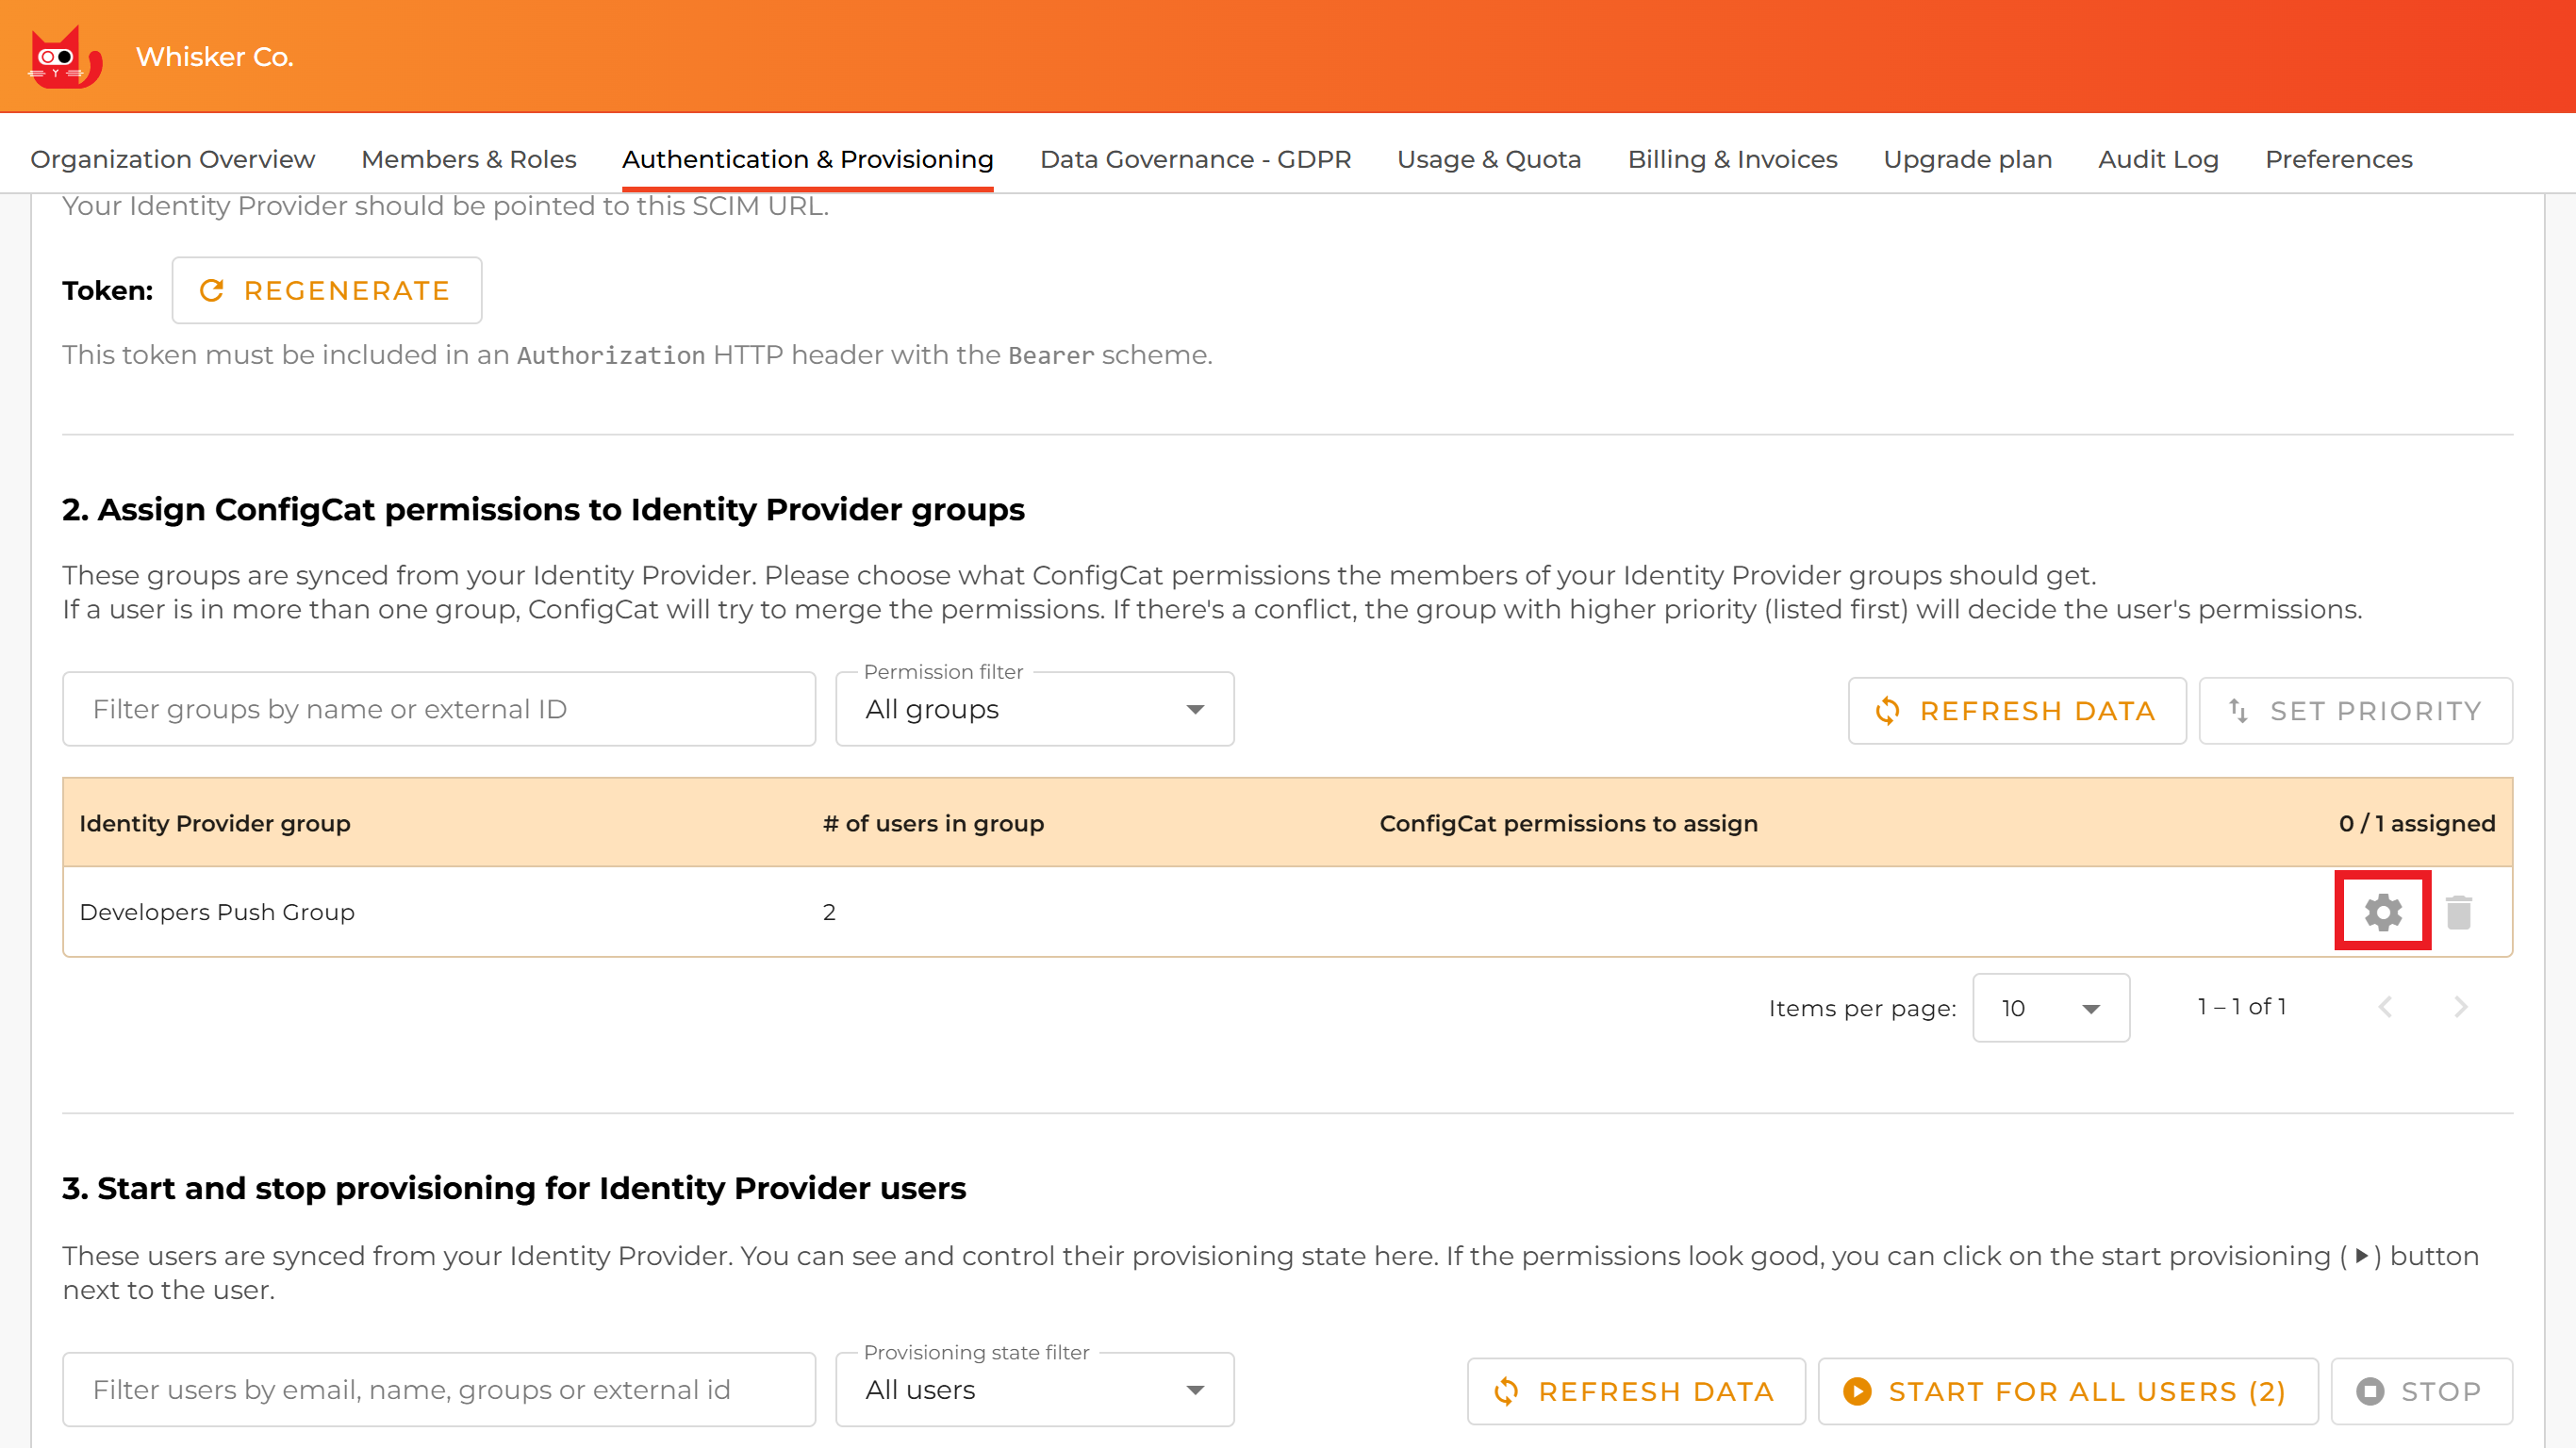 Whisker Co.
Organization Overview Members & Roles Authentication & Provisioning Data Governance - GDPR Usage & Quota Billing & Invoices Upgrade plan Audit Log Preferences
Your Identity Provider should be pointed to this SCIM URL.
Token: REGENERATE
This token must be included in an Authorization HTTP header with the Bearer scheme.
2. Assign ConfigCat permissions to Identity Provider groups
These groups are synced from your Identity Provider. Please choose what ConfigCat permissions the members of your Identity Provider groups should get.
If a user is in more than one group, ConfigCat will try to merge the permissions. If there's a conflict, the group with higher priority (listed first) will decide the user's permissions.
Permission filter
Filter groups by name or external ID All groups REFRESH DATA SET PRIORITY
Identity Provider group # of users in group ConfigCat permissions to assign 0 / 1 assigned
Developers Push Group 2
Items per page: 10 1 – 1 of 1
3. Start and stop provisioning for Identity Provider users
These users are synced from your Identity Provider. You can see and control their provisioning state here. If the permissions look good, you can click on the start provisioning (▶) button
next to the user.
Provisioning state filter
Filter users by email, name, groups or external id All users REFRESH DATA START FOR ALL USERS (2) STOP